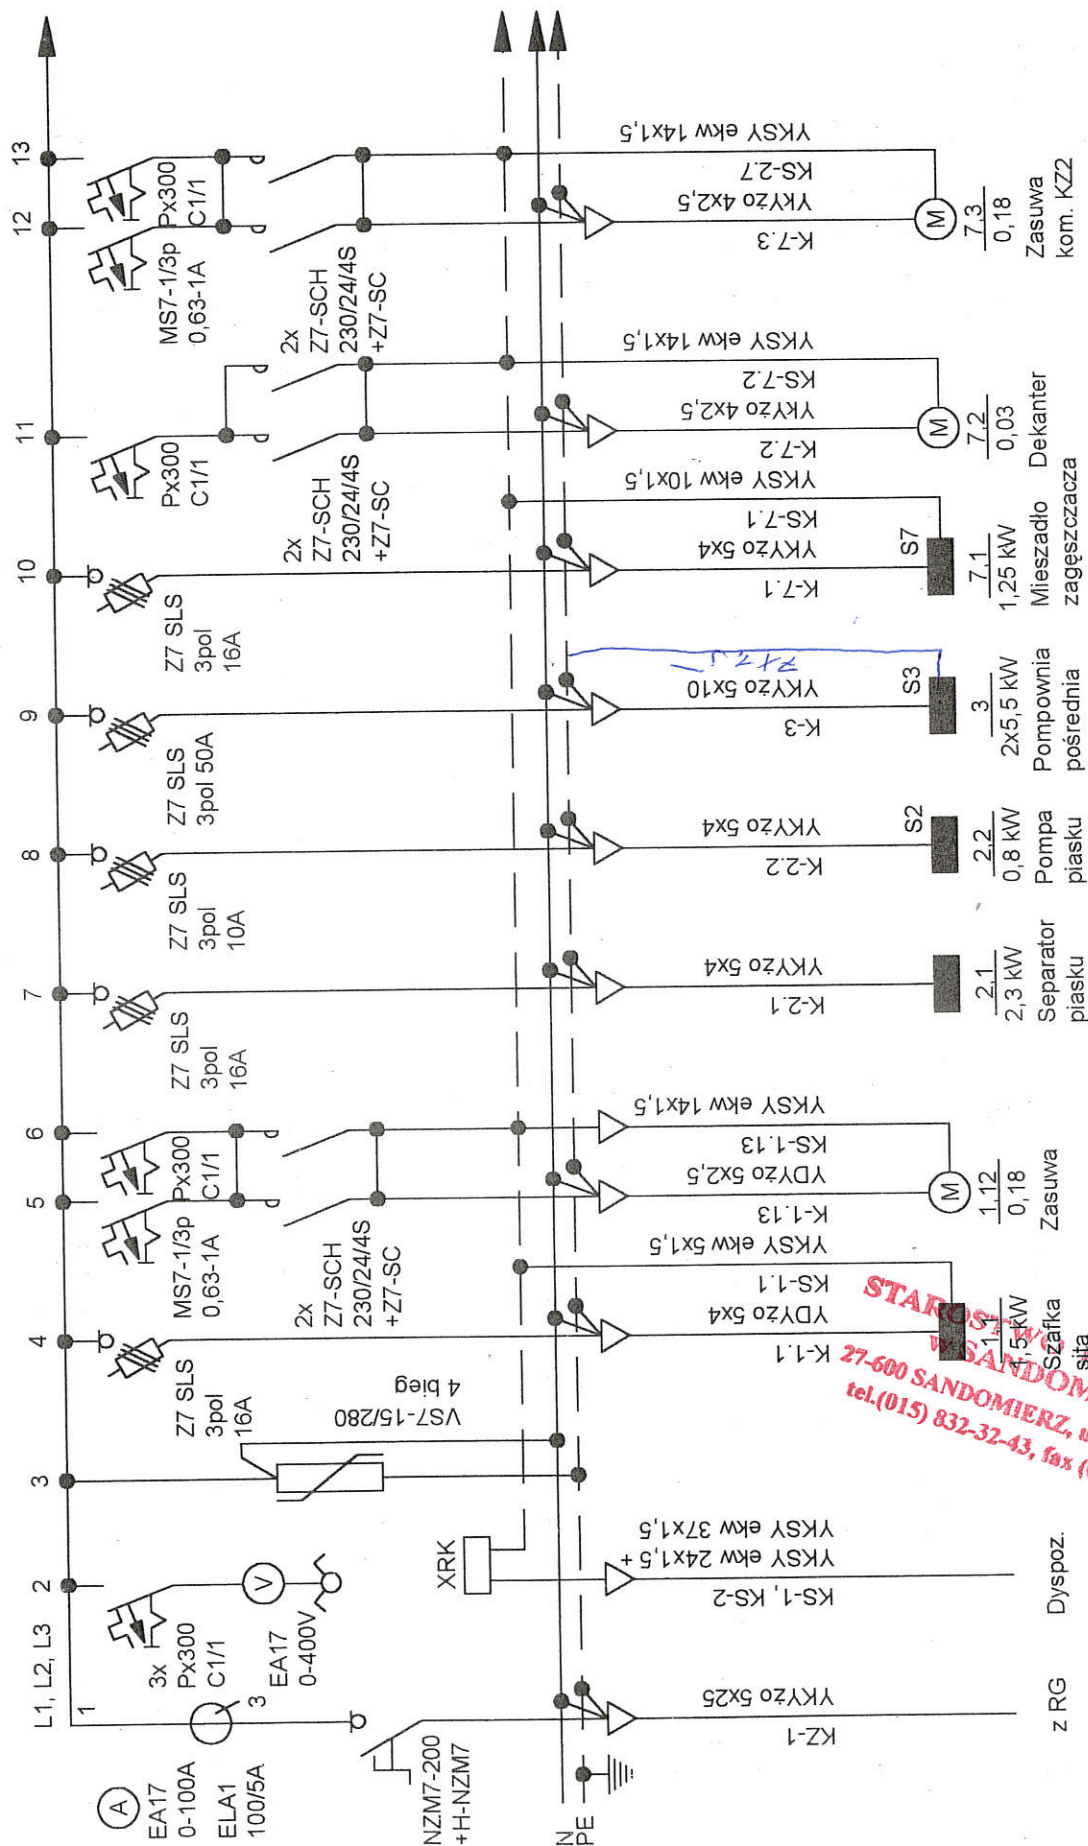 L1, L2, L3
1
2
3
4
5
6
7
8
9
10
11
12
13
A
EA17
0-100A
ELA1
100/5A
3
NZM7-200
+H-NZM7
3x
Px300
C1/1
V
EA17
0-400V
XRK
VS7-15/280
4 bieg
Z7 SLS
3pol
16A
MS7-1/3p
0,63-1A
Px300
C1/1
2x
Z7-SCH
230/24/4S
+Z7-SC
Z7 SLS
3pol
16A
Z7 SLS
3pol
10A
Z7 SLS
3pol 50A
Z7 SLS
3pol
16A
Px300
C1/1
2x
Z7-SCH
230/24/4S
+Z7-SC
MS7-1/3p
0,63-1A
Px300
C1/1
2x
Z7-SCH
230/24/4S
+Z7-SC
N
PE
KZ-1
YKYżo 5x25
KS-1, KS-2
YKSY ekw 24x1,5 +
YKSY ekw 37x1,5
K-1.1
YDYżo 5x4
KS-1.1
YKSY ekw 5x1,5
K-1.13
YDYżo 5x2,5
KS-1.13
YKSY ekw 14x1,5
K-2.1
YKYżo 5x4
K-2.2
YKYżo 5x4
K-3
YKYżo 5x10
7x1,5
K-7.1
YKYżo 5x4
KS-7.1
YKSY ekw 10x1,5
K-7.2
YKYżo 4x2,5
KS-7.2
YKSY ekw 14x1,5
K-7.3
YKYżo 4x2,5
KS-2.7
YKSY ekw 14x1,5
z RG
Dyspoz.
1.1
1,5 kW
Szafka
sita
M
1,12
0,18
Zasuwa
2,1
2,3 kW
Separator
piasku
S2
2,2
0,8 kW
Pompa
piasku
S3
3
2x5,5 kW
Pompownia
pośrednia
S7
7,1
1,25 kW
Mieszadło
zagęszczacza
M
7,2
0,03
Dekanter
M
7,3
0,18
Zasuwa
kom. KZ2
STAROSTWO
W SANDOM
27-600 SANDOMIERZ, u
tel.(015) 832-32-43, fax (